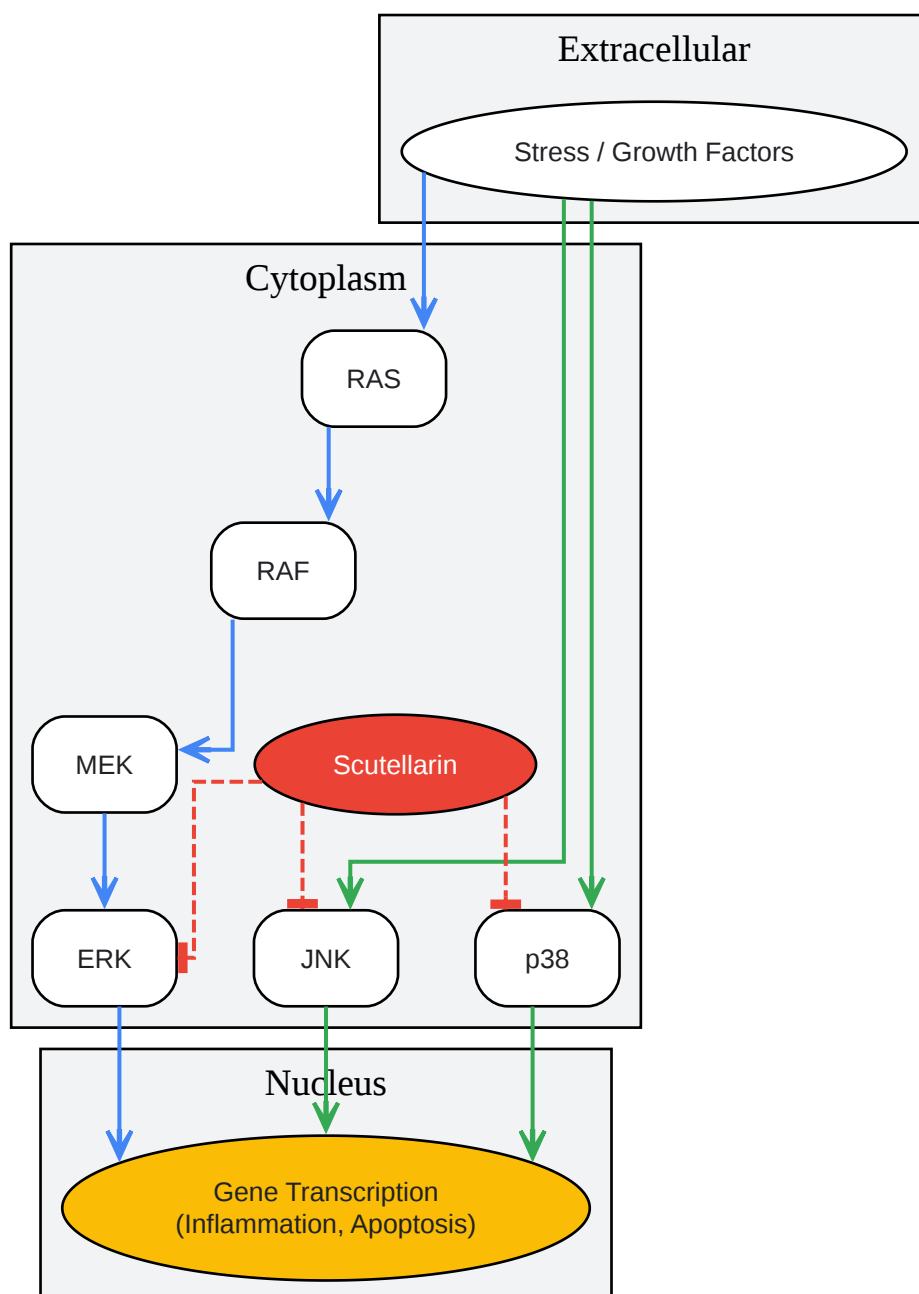 Extracellular
Stress / Growth Factors
Cytoplasm
RAS
RAF
MEK
Scutellarin
ERK
JNK
p38
Nucleus
Gene Transcription
(Inflammation, Apoptosis)